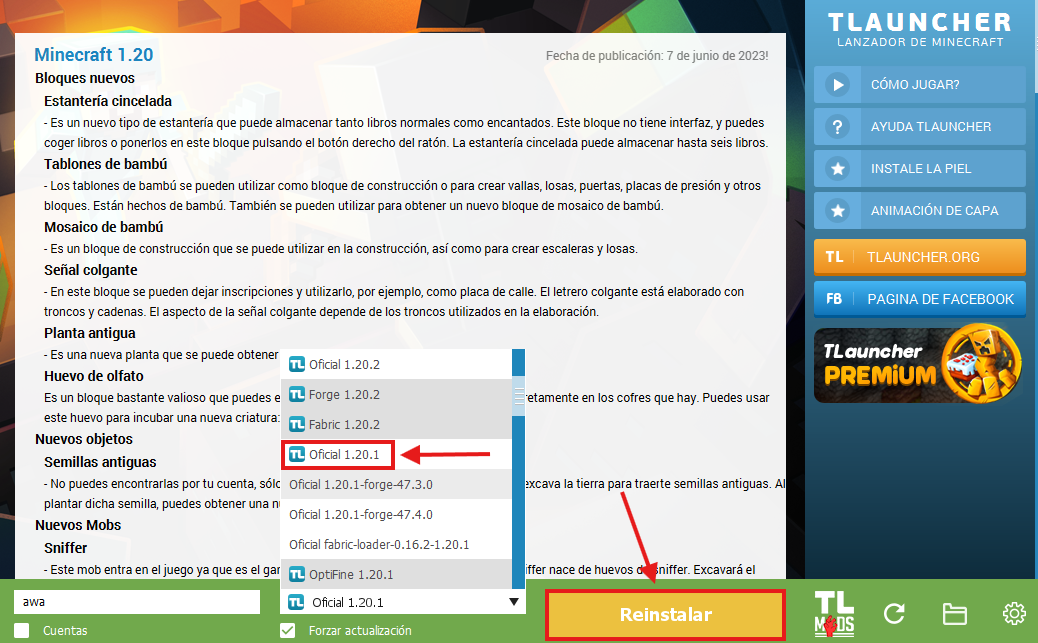 Minecraft 1.20
Fecha de publicación: 7 de junio de 2023!
Bloques nuevos
Estantería cincelada
- Es un nuevo tipo de estantería que puede almacenar tanto libros normales como encantados. Este bloque no tiene interfaz, y puedes
coger libros o ponerlos en este bloque pulsando el botón derecho del ratón. La estantería cincelada puede almacenar hasta seis libros.
Tablones de bambú
- Los tablones de bambú se pueden utilizar como bloque de construcción o para crear vallas, losas, puertas, placas de presión y otros
bloques. Están hechos de bambú. También se pueden utilizar para obtener un nuevo bloque de mosaico de bambú.
Mosaico de bambú
- Es un bloque de construcción que se puede utilizar en la construcción, así como para crear escaleras y losas.
Señal colgante
- En este bloque se pueden dejar inscripciones y utilizarlo, por ejemplo, como placa de calle. El letrero colgante está elaborado con
troncos y cadenas. El aspecto de la señal colgante depende de los troncos utilizados en la elaboración.
Planta antigua
- Es una nueva planta que se puede obtener
Huevo de olfato
Es un bloque bastante valioso que puedes e
etamente en los cofres que hay. Puedes usar
este huevo para incubar una nueva criatura:
Nuevos objetos
Semillas antiguas
- No puedes encontrarlas por tu cuenta, sólo
excava la tierra para traerte semillas antiguas. Al
plantar dicha semilla, puedes obtener una nu
Nuevos Mobs
Sniffer
- Este mob entra en el juego ya que es el gan
iffer nace de huevos de Sniffer. Excavará el
TL Oficial 1.20.2
TL Forge 1.20.2
TL Fabric 1.20.2
TL Oficial 1.20.1
Oficial 1.20.1-forge-47.3.0
Oficial 1.20.1-forge-47.4.0
Oficial fabric-loader-0.16.2-1.20.1
TL OptiFine 1.20.1
TL Oficial 1.20.1
awa
Cuentas
Forzar actualización
Reinstalar
TL
MODS
TLAUNCHER
LANZADOR DE MINECRAFT
CÓMO JUGAR?
? AYUDA TLAUNCHER
INSTALE LA PIEL
ANIMACIÓN DE CAPA
TL TLAUNCHER.ORG
FB PAGINA DE FACEBOOK
TLauncher
PREMIUM